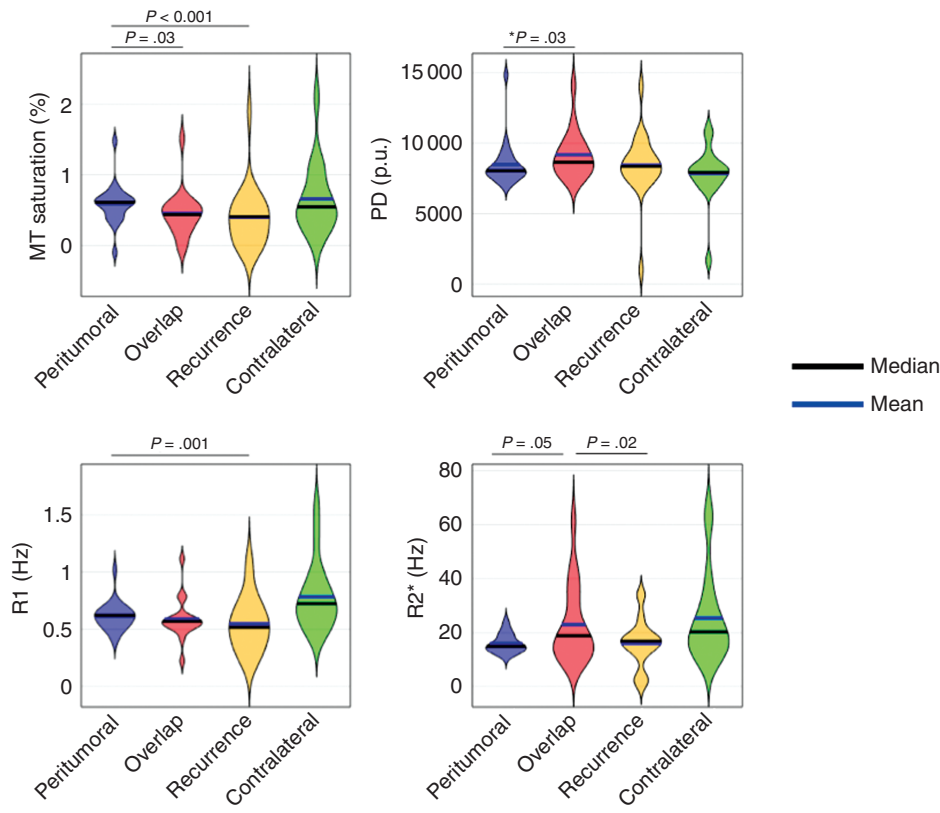 P < 0.001
P = .03
MT saturation (%)
2
1
0
Peritumoral
Overlap
Recurrence
Contralateral
*P = .03
PD (p.u.)
15 000
10 000
5000
0
Peritumoral
Overlap
Recurrence
Contralateral
Median
Mean
P = .001
R1 (Hz)
1.5
1
0.5
0
Peritumoral
Overlap
Recurrence
Contralateral
P = .05
P = .02
R2* (Hz)
80
60
40
20
0
Peritumoral
Overlap
Recurrence
Contralateral